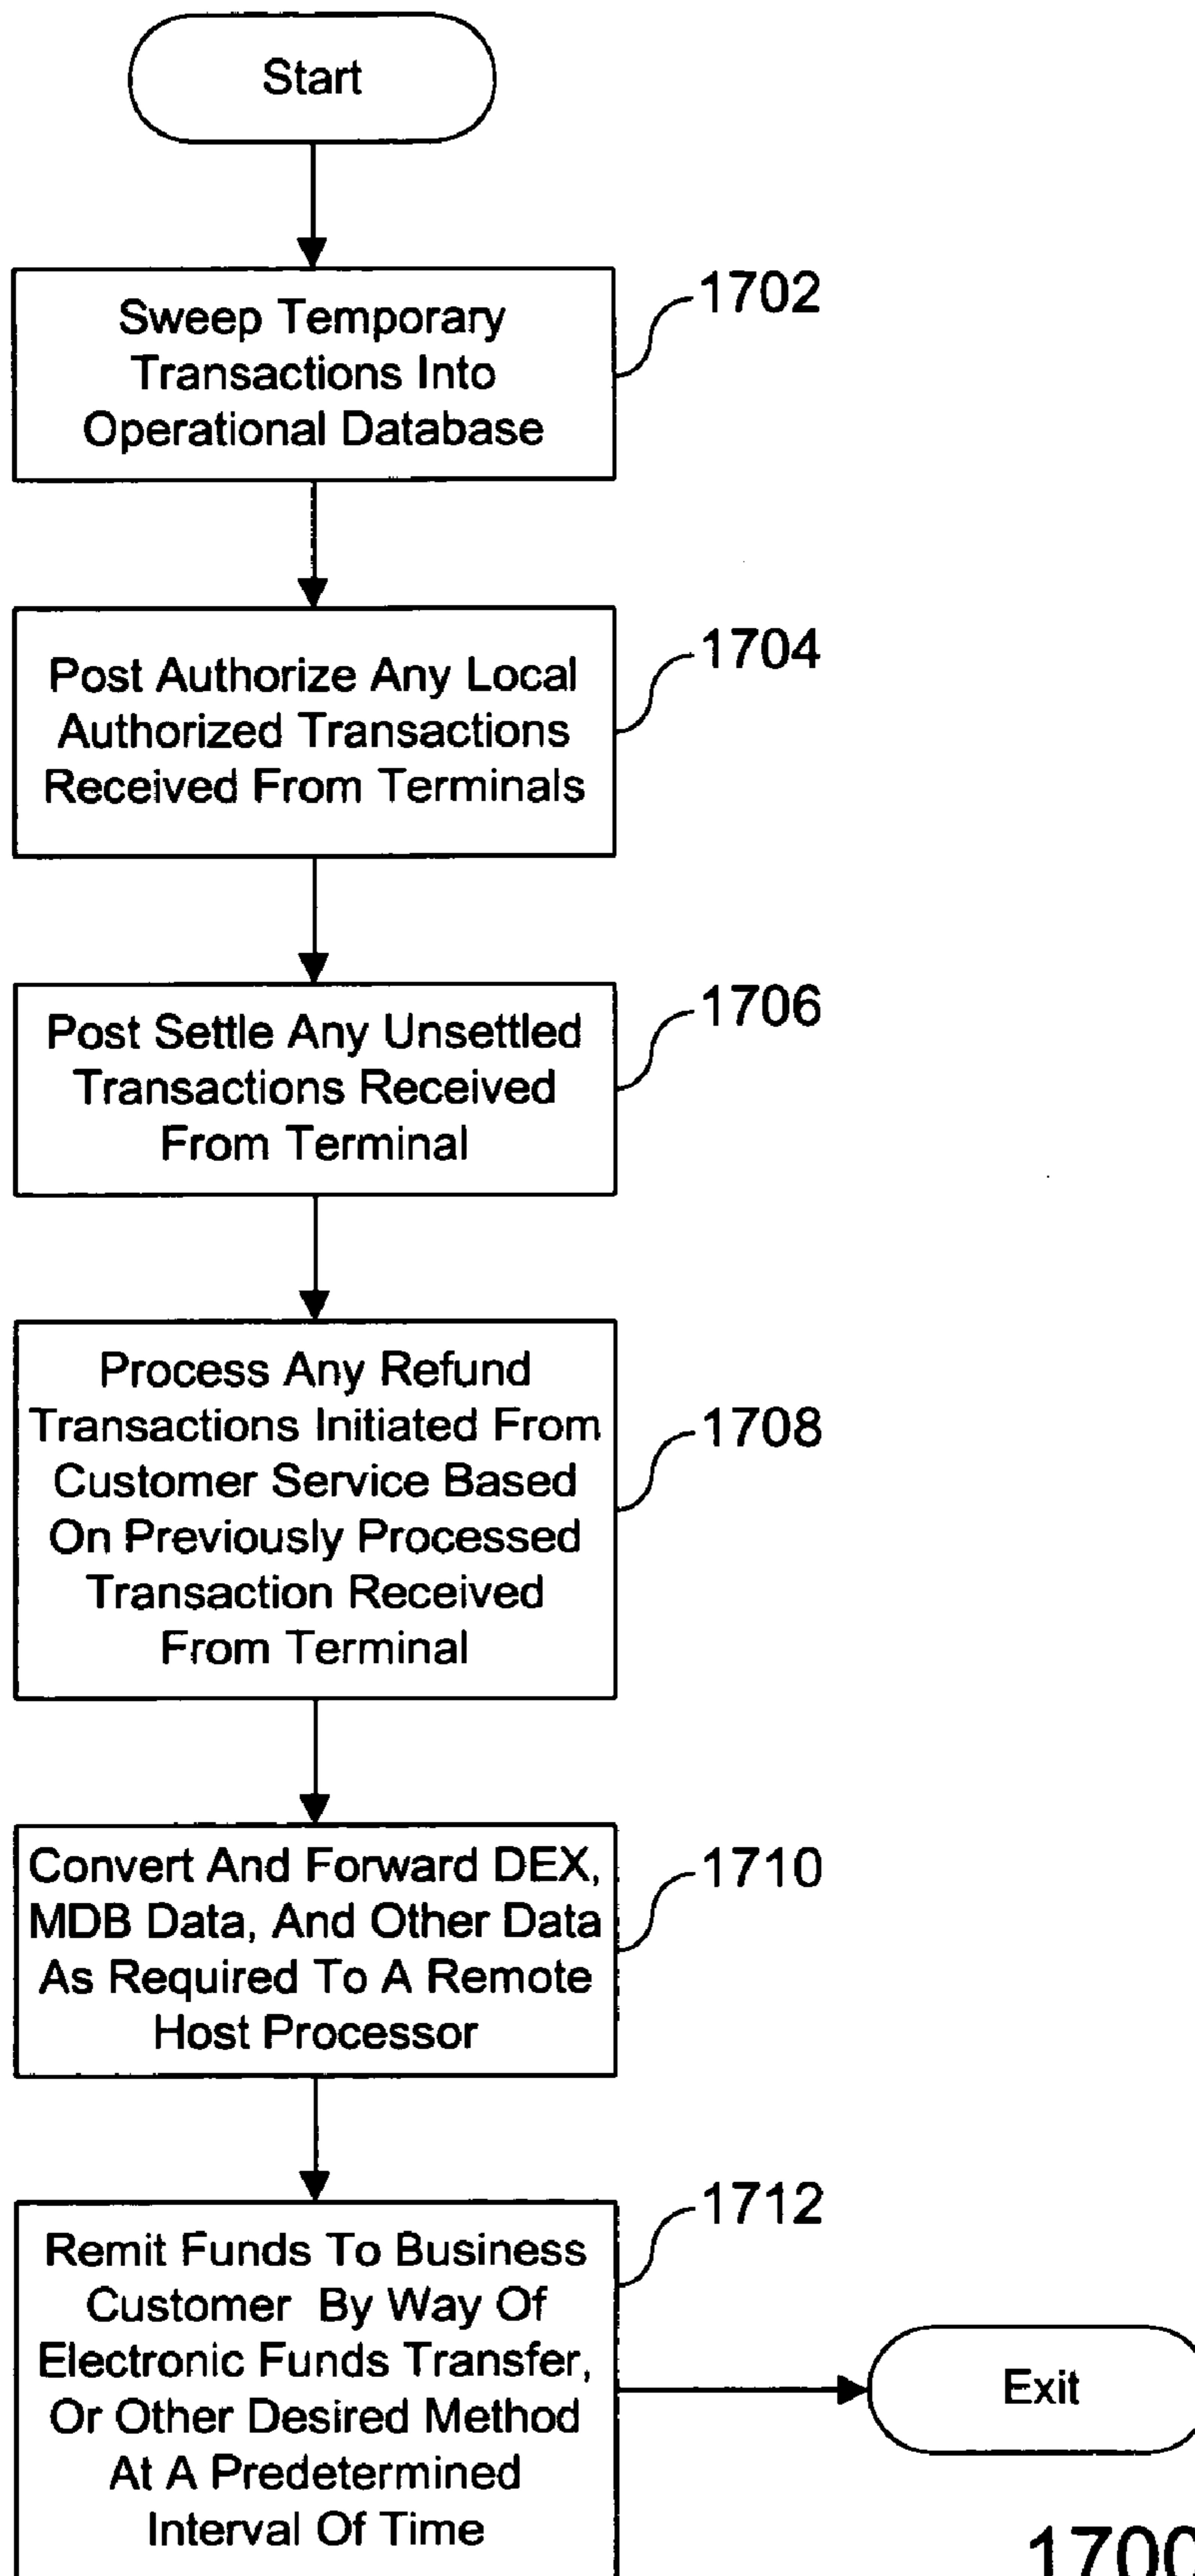 Start
Sweep Temporary
Transactions Into
Operational Database
1702
Post Authorize Any Local
Authorized Transactions
Received From Terminals
1704
Post Settle Any Unsettled
Transactions Received
From Terminal
1706
Process Any Refund
Transactions Initiated From
Customer Service Based
On Previously Processed
Transaction Received
From Terminal
1708
Convert And Forward DEX,
MDB Data, And Other Data
As Required To A Remote
Host Processor
1710
Remit Funds To Business
Customer By Way Of
Electronic Funds Transfer,
Or Other Desired Method
At A Predetermined
Interval Of Time
1712
Exit
1700